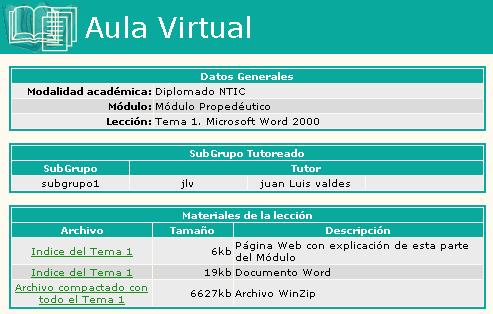 Aula Virtual
Datos Generales
Modalidad académica: Diplomado NTIC
Módulo: Módulo Propedéutico
Lección: Tema 1. Microsoft Word 2000
SubGrupo Tutoreado
SubGrupo Tutor
subgrupo1 jlv juan Luis valdes
Materiales de la lección
Archivo Tamaño Descripción
Indice del Tema 1 6kb Página Web con explicación de esta parte
del Módulo
Indice del Tema 1 19kb Documento Word
Archivo compactado con
todo el Tema 1 6627kb Archivo WinZip